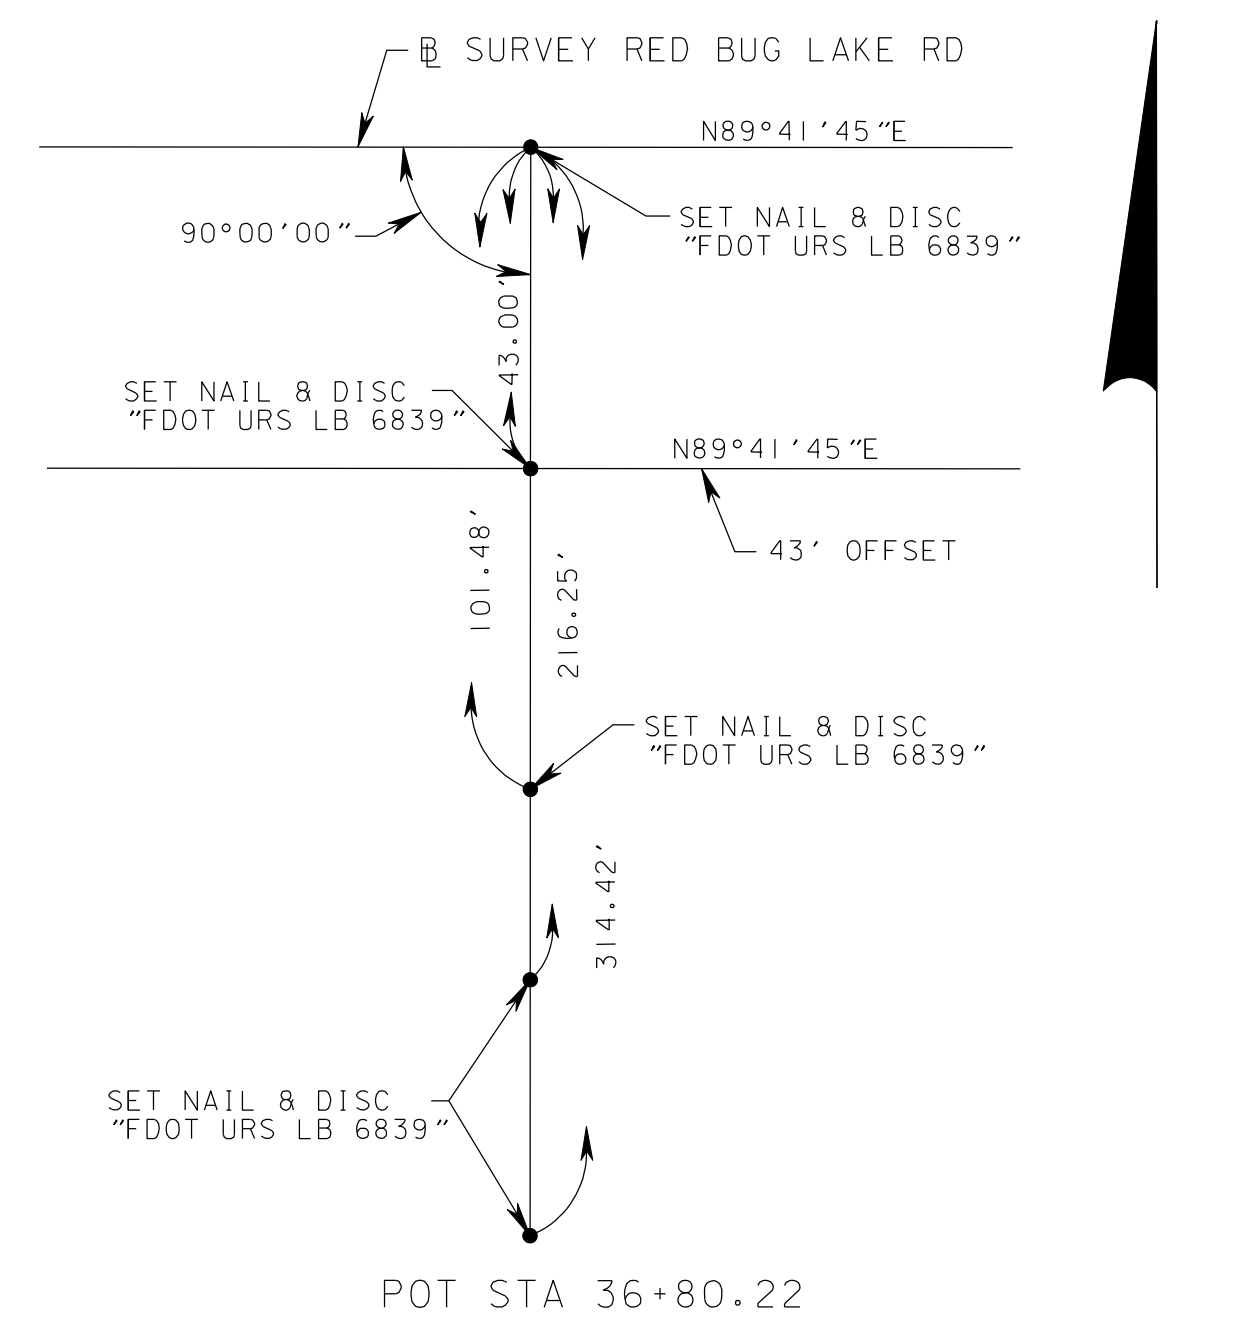 BL SURVEY RED BUG LAKE RD
N89°41'45"E
90°00'00"
SET NAIL & DISC
"FDOT URS LB 6839"
43.00'
SET NAIL & DISC
"FDOT URS LB 6839"
N89°41'45"E
43' OFFSET
101.48'
216.25'
SET NAIL & DISC
"FDOT URS LB 6839"
314.42'
SET NAIL & DISC
"FDOT URS LB 6839"
POT STA 36+80.22